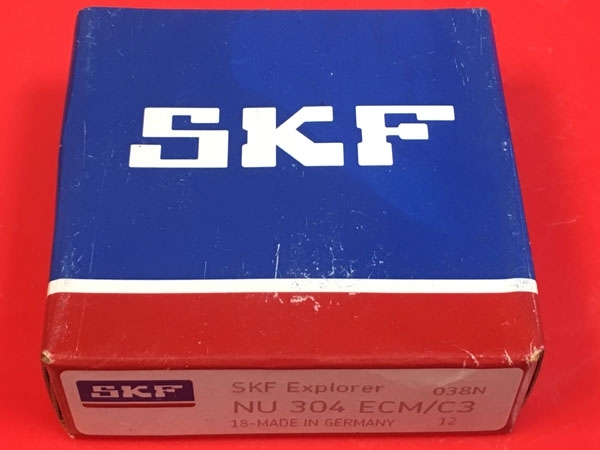 SKF
SKF
SKF Explorer 038N
NU 304 ECM/C3
18-MADE IN GERMANY 12